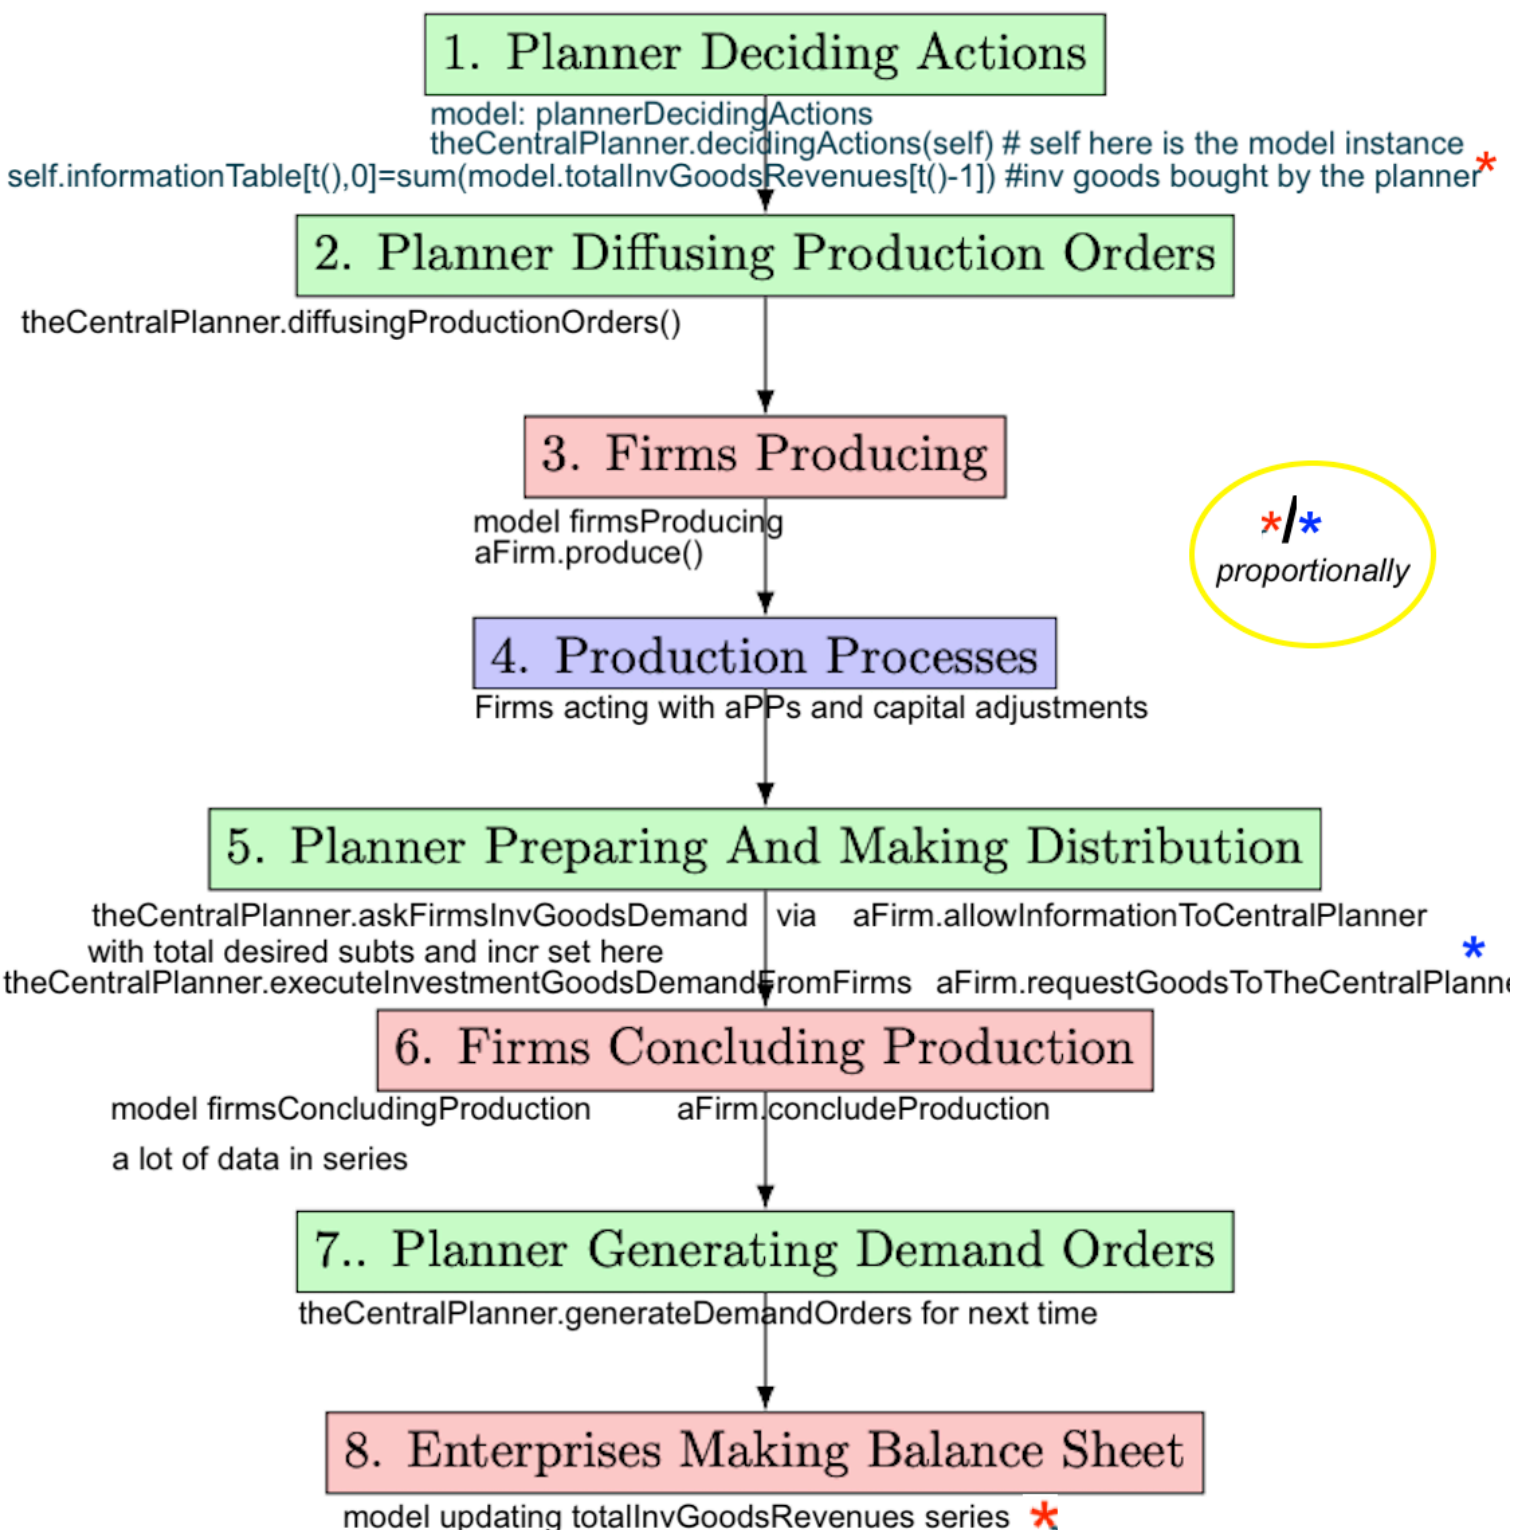 1. Planner Deciding Actions
model: plannerDecidingActions
theCentralPlanner.decidingActions(self) # self here is the model instance
self.informationTable[t(),0]=sum(model.totalInvGoodsRevenues[t()-1]) #inv goods bought by the planner*
2. Planner Diffusing Production Orders
theCentralPlanner.diffusingProductionOrders()
3. Firms Producing
model firmsProducing
aFirm.produce()
*/*
proportionally
4. Production Processes
Firms acting with aPPs and capital adjustments
5. Planner Preparing And Making Distribution
theCentralPlanner.askFirmsInvGoodsDemand via aFirm.allowInformationToCentralPlanner
with total desired subts and incr set here *
theCentralPlanner.executeInvestmentGoodsDemandFromFirms aFirm.requestGoodsToTheCentralPlanne
6. Firms Concluding Production
model firmsConcludingProduction aFirm.concludeProduction
a lot of data in series
7.. Planner Generating Demand Orders
theCentralPlanner.generateDemandOrders for next time
8. Enterprises Making Balance Sheet
model updating totalInvGoodsRevenues series *